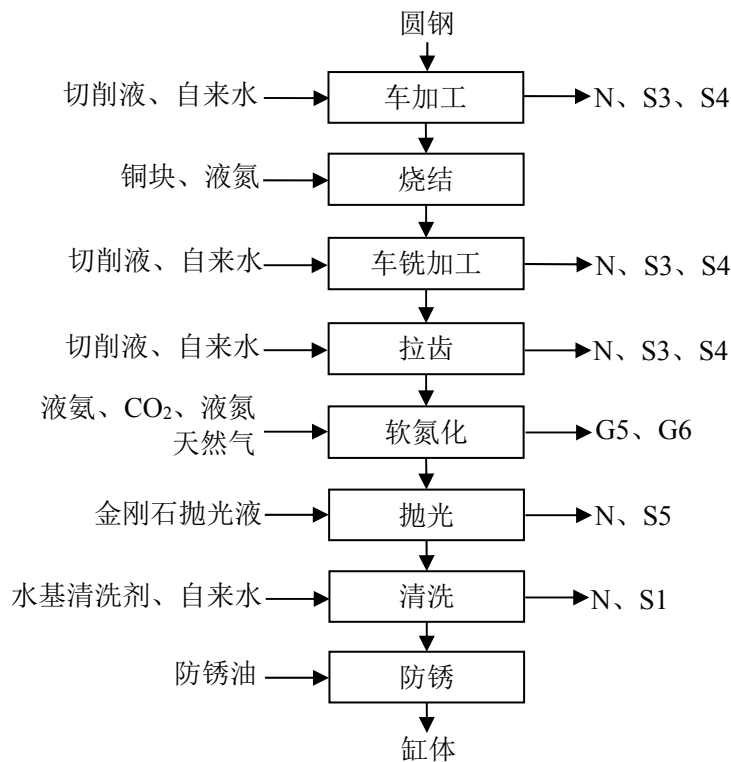 圆钢
切削液、自来水
车加工
N、S3、S4
铜块、液氮
烧结
切削液、自来水
车铣加工
N、S3、S4
切削液、自来水
拉齿
N、S3、S4
液氨、CO₂、液氮
天然气
软氮化
G5、G6
金刚石抛光液
抛光
N、S5
水基清洗剂、自来水
清洗
N、S1
防锈油
防锈
缸体